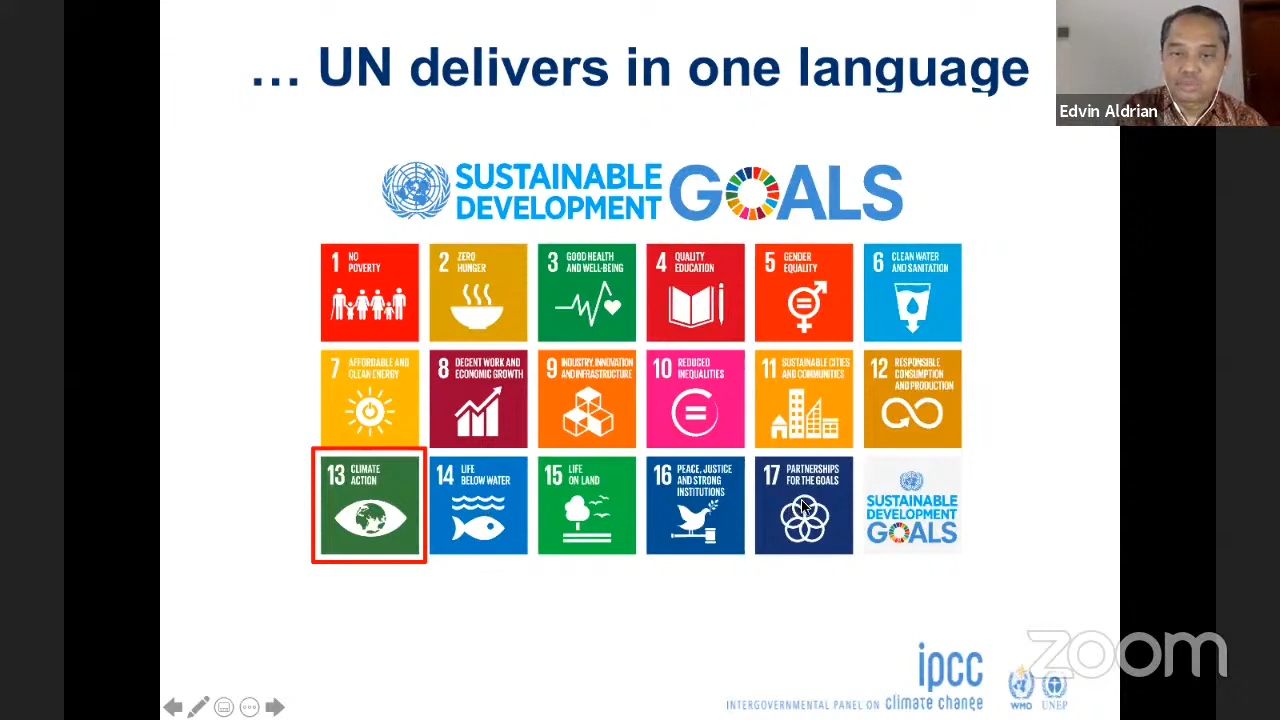 … UN delivers in one language
Edvin Aldrian
SUSTAINABLE
DEVELOPMENT
GOALS
1 NO
POVERTY
2 ZERO
HUNGER
3 GOOD HEALTH
AND WELL-BEING
4 QUALITY
EDUCATION
5 GENDER
EQUALITY
6 CLEAN WATER
AND SANITATION
7 AFFORDABLE AND
CLEAN ENERGY
8 DECENT WORK AND
ECONOMIC GROWTH
9 INDUSTRY, INNOVATION
AND INFRASTRUCTURE
10 REDUCED
INEQUALITIES
11 SUSTAINABLE CITIES
AND COMMUNITIES
12 RESPONSIBLE
CONSUMPTION
AND PRODUCTION
13 CLIMATE
ACTION
14 LIFE
BELOW WATER
15 LIFE
ON LAND
16 PEACE, JUSTICE
AND STRONG
INSTITUTIONS
17 PARTNERSHIPS
FOR THE GOALS
SUSTAINABLE
DEVELOPMENT
GOALS
ipcc
INTERGOVERNMENTAL PANEL ON climate change
WMO
UNEP
zoom